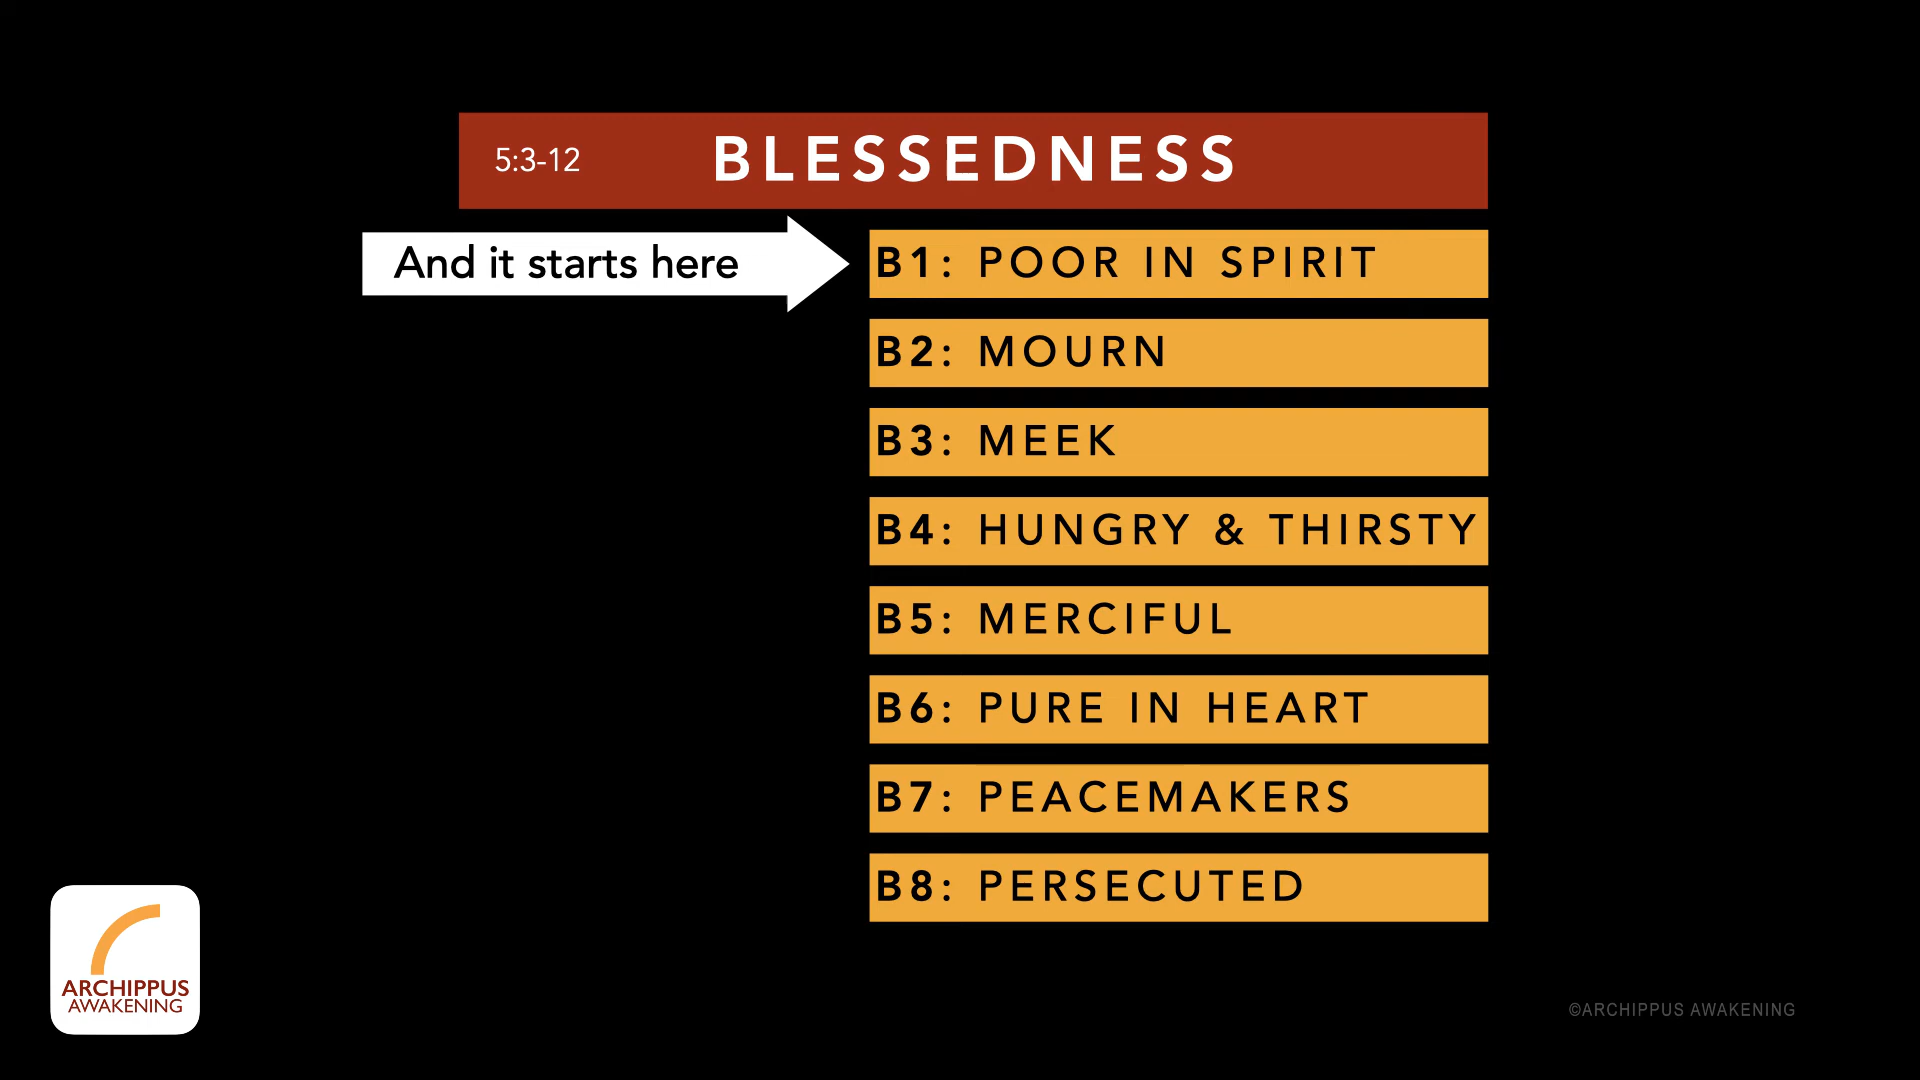 5:3-12 BLESSEDNESS
And it starts here
B1: POOR IN SPIRIT
B2: MOURN
B3: MEEK
B4: HUNGRY & THIRSTY
B5: MERCIFUL
B6: PURE IN HEART
B7: PEACEMAKERS
B8: PERSECUTED
ARCHIPPUS
AWAKENING
©ARCHIPPUS AWAKENING